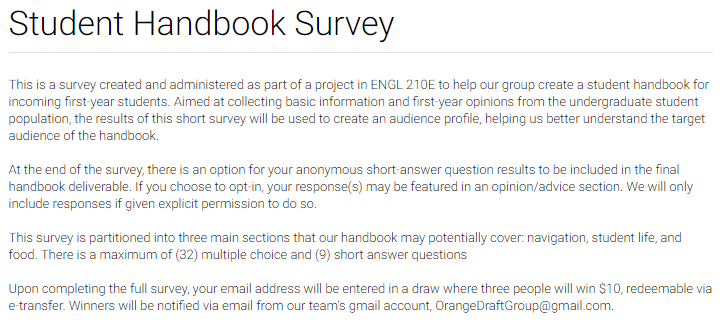 Student Handbook Survey
This is a survey created and administered as part of a project in ENGL 210E to help our group create a student handbook for
incoming first-year students. Aimed at collecting basic information and first-year opinions from the undergraduate student
population, the results of this short survey will be used to create an audience profile, helping us better understand the target
audience of the handbook.
At the end of the survey, there is an option for your anonymous short-answer question results to be included in the final
handbook deliverable. If you choose to opt-in, your response(s) may be featured in an opinion/advice section. We will only
include responses if given explicit permission to do so.
This survey is partitioned into three main sections that our handbook may potentially cover: navigation, student life, and
food. There is a maximum of (32) multiple choice and (9) short answer questions
Upon completing the full survey, your email address will be entered in a draw where three people will win $10, redeemable via
e-transfer. Winners will be notified via email from our team's gmail account, OrangeDraftGroup@gmail.com.